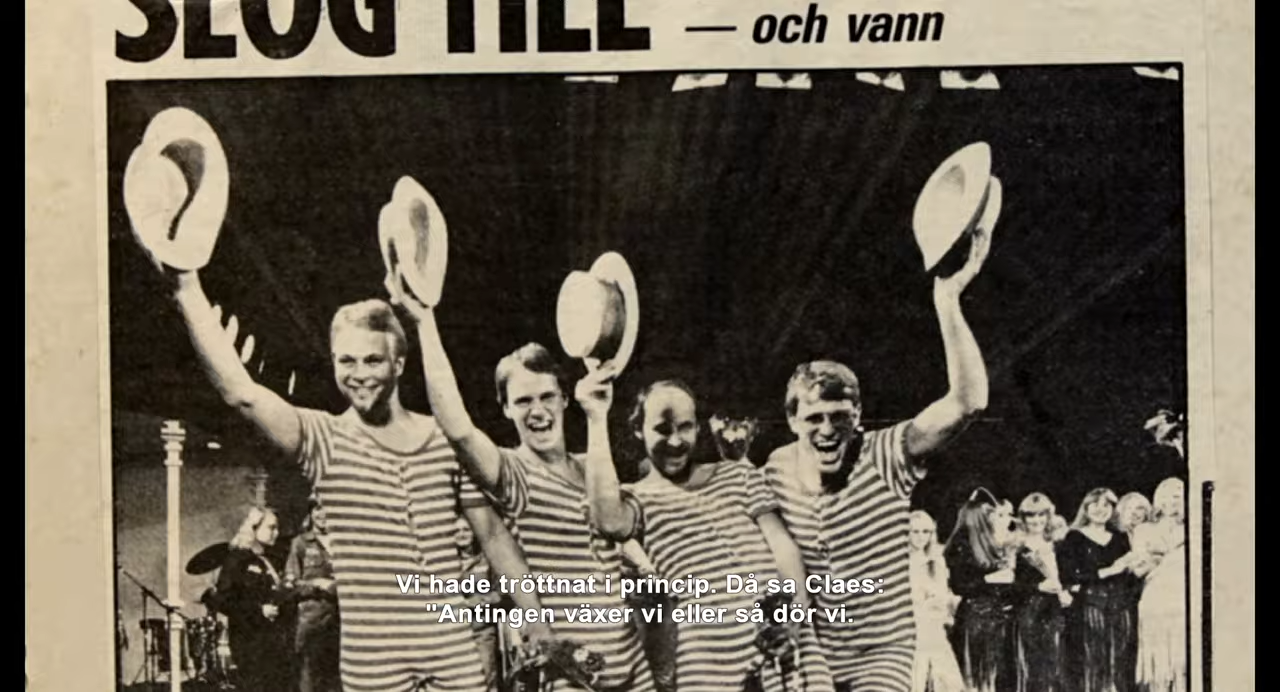 SLOG TILL — och vann
Vi hade tröttnat i princip. Då sa Claes:
"Antingen växer vi eller så dör vi.